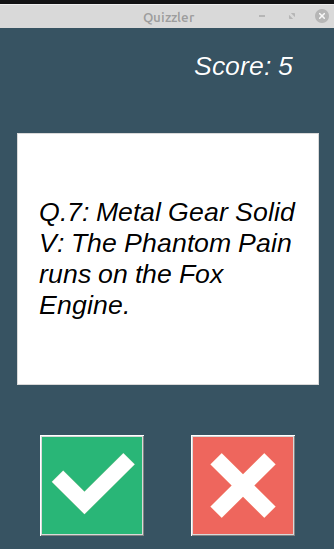 Quizzler
Score: 5
Q.7: Metal Gear Solid
V: The Phantom Pain
runs on the Fox
Engine.